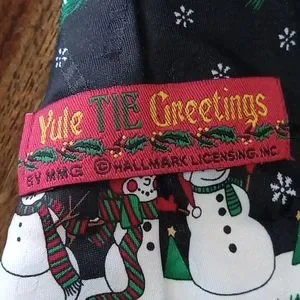 Yule TIE Greetings
BY MMG © HALLMARK LICENSING, INC.